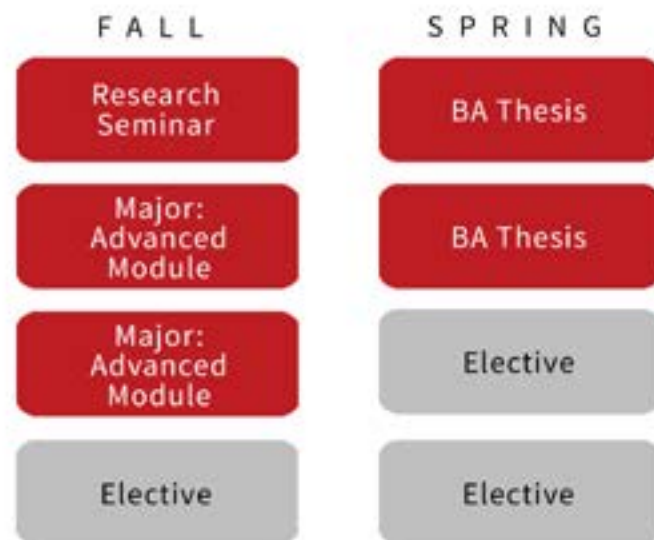 FALL
Research
Seminar
Major:
Advanced
Module
Major:
Advanced
Module
Elective
SPRING
BA Thesis
BA Thesis
Elective
Elective